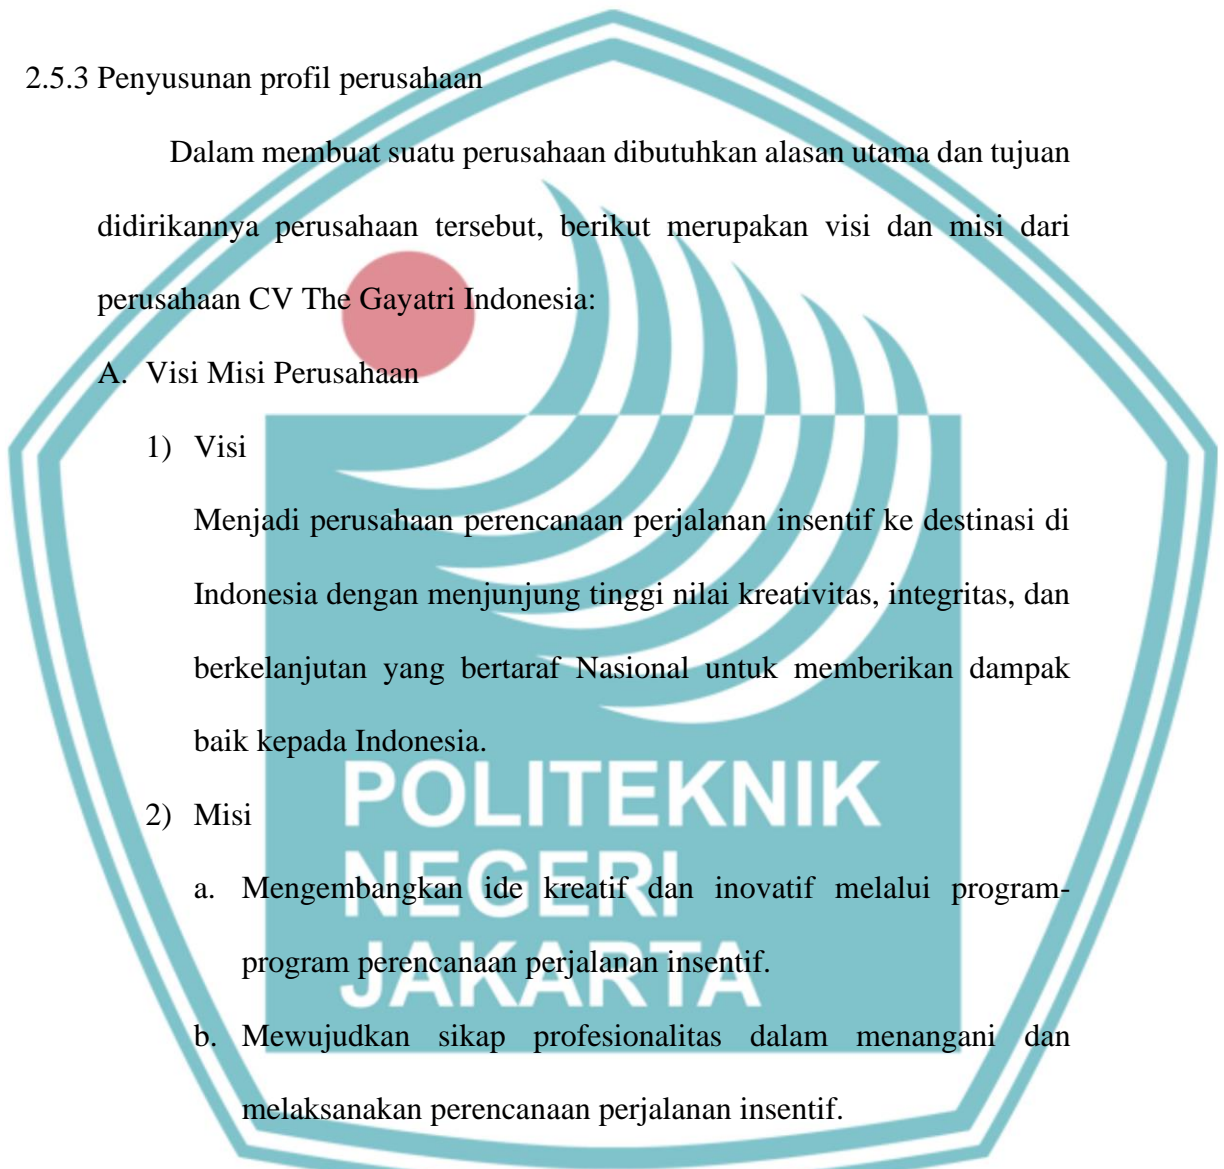 2.5.3 Penyusunan profil perusahaan
Dalam membuat suatu perusahaan dibutuhkan alasan utama dan tujuan
didirikannya perusahaan tersebut, berikut merupakan visi dan misi dari
perusahaan CV The Gayatri Indonesia:
A. Visi Misi Perusahaan
1) Visi
Menjadi perusahaan perencanaan perjalanan insentif ke destinasi di
Indonesia dengan menjunjung tinggi nilai kreativitas, integritas, dan
berkelanjutan yang bertaraf Nasional untuk memberikan dampak
baik kepada Indonesia.
2) Misi
a. Mengembangkan ide kreatif dan inovatif melalui program-
program perencanaan perjalanan insentif.
b. Mewujudkan sikap profesionalitas dalam menangani dan
melaksanakan perencanaan perjalanan insentif.
POLITEKNIK
NEGERI
JAKARTA